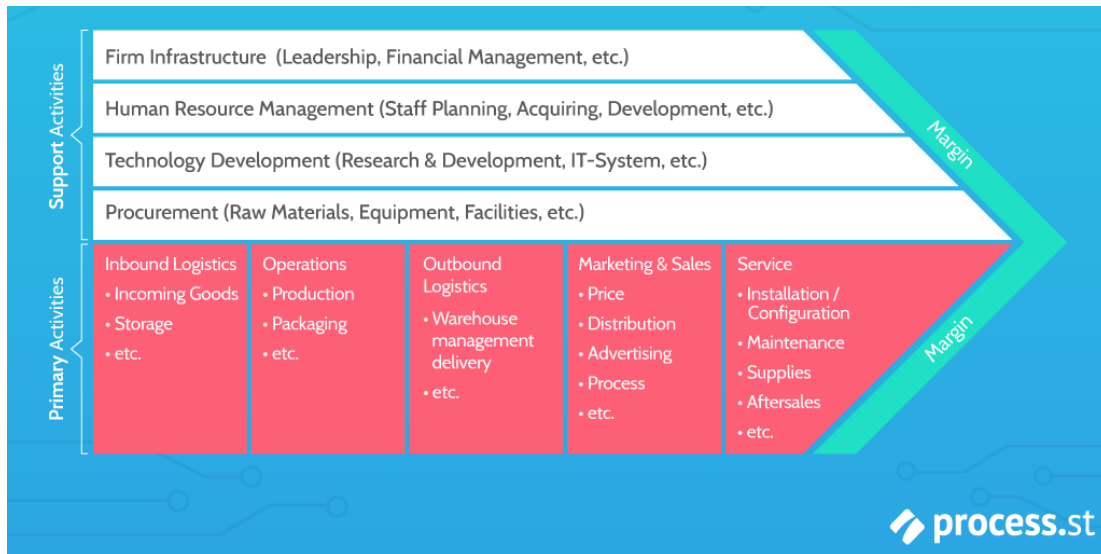 Support Activities
Firm Infrastructure (Leadership, Financial Management, etc.)
Human Resource Management (Staff Planning, Acquiring, Development, etc.)
Technology Development (Research & Development, IT-System, etc.)
Procurement (Raw Materials, Equipment, Facilities, etc.)
Margin
Primary Activities
Inbound Logistics
• Incoming Goods
• Storage
• etc.
Operations
• Production
• Packaging
• etc.
Outbound
Logistics
• Warehouse
management
delivery
• etc.
Marketing & Sales
• Price
• Distribution
• Advertising
• Process
• etc.
Service
• Installation /
Configuration
• Maintenance
• Supplies
• Aftersales
• etc.
Margin
process.st